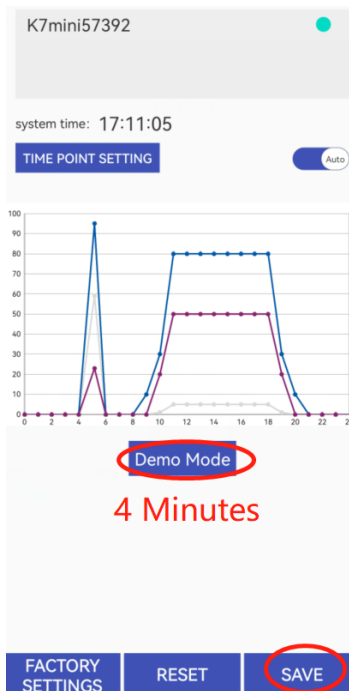 K7mini57392
system time: 17:11:05
TIME POINT SETTING
Auto
100
90
80
70
60
50
40
30
20
10
0
0 2 4 6 8 10 12 14 16 18 20 22
Demo Mode
4 Minutes
FACTORY SETTINGS
RESET
SAVE